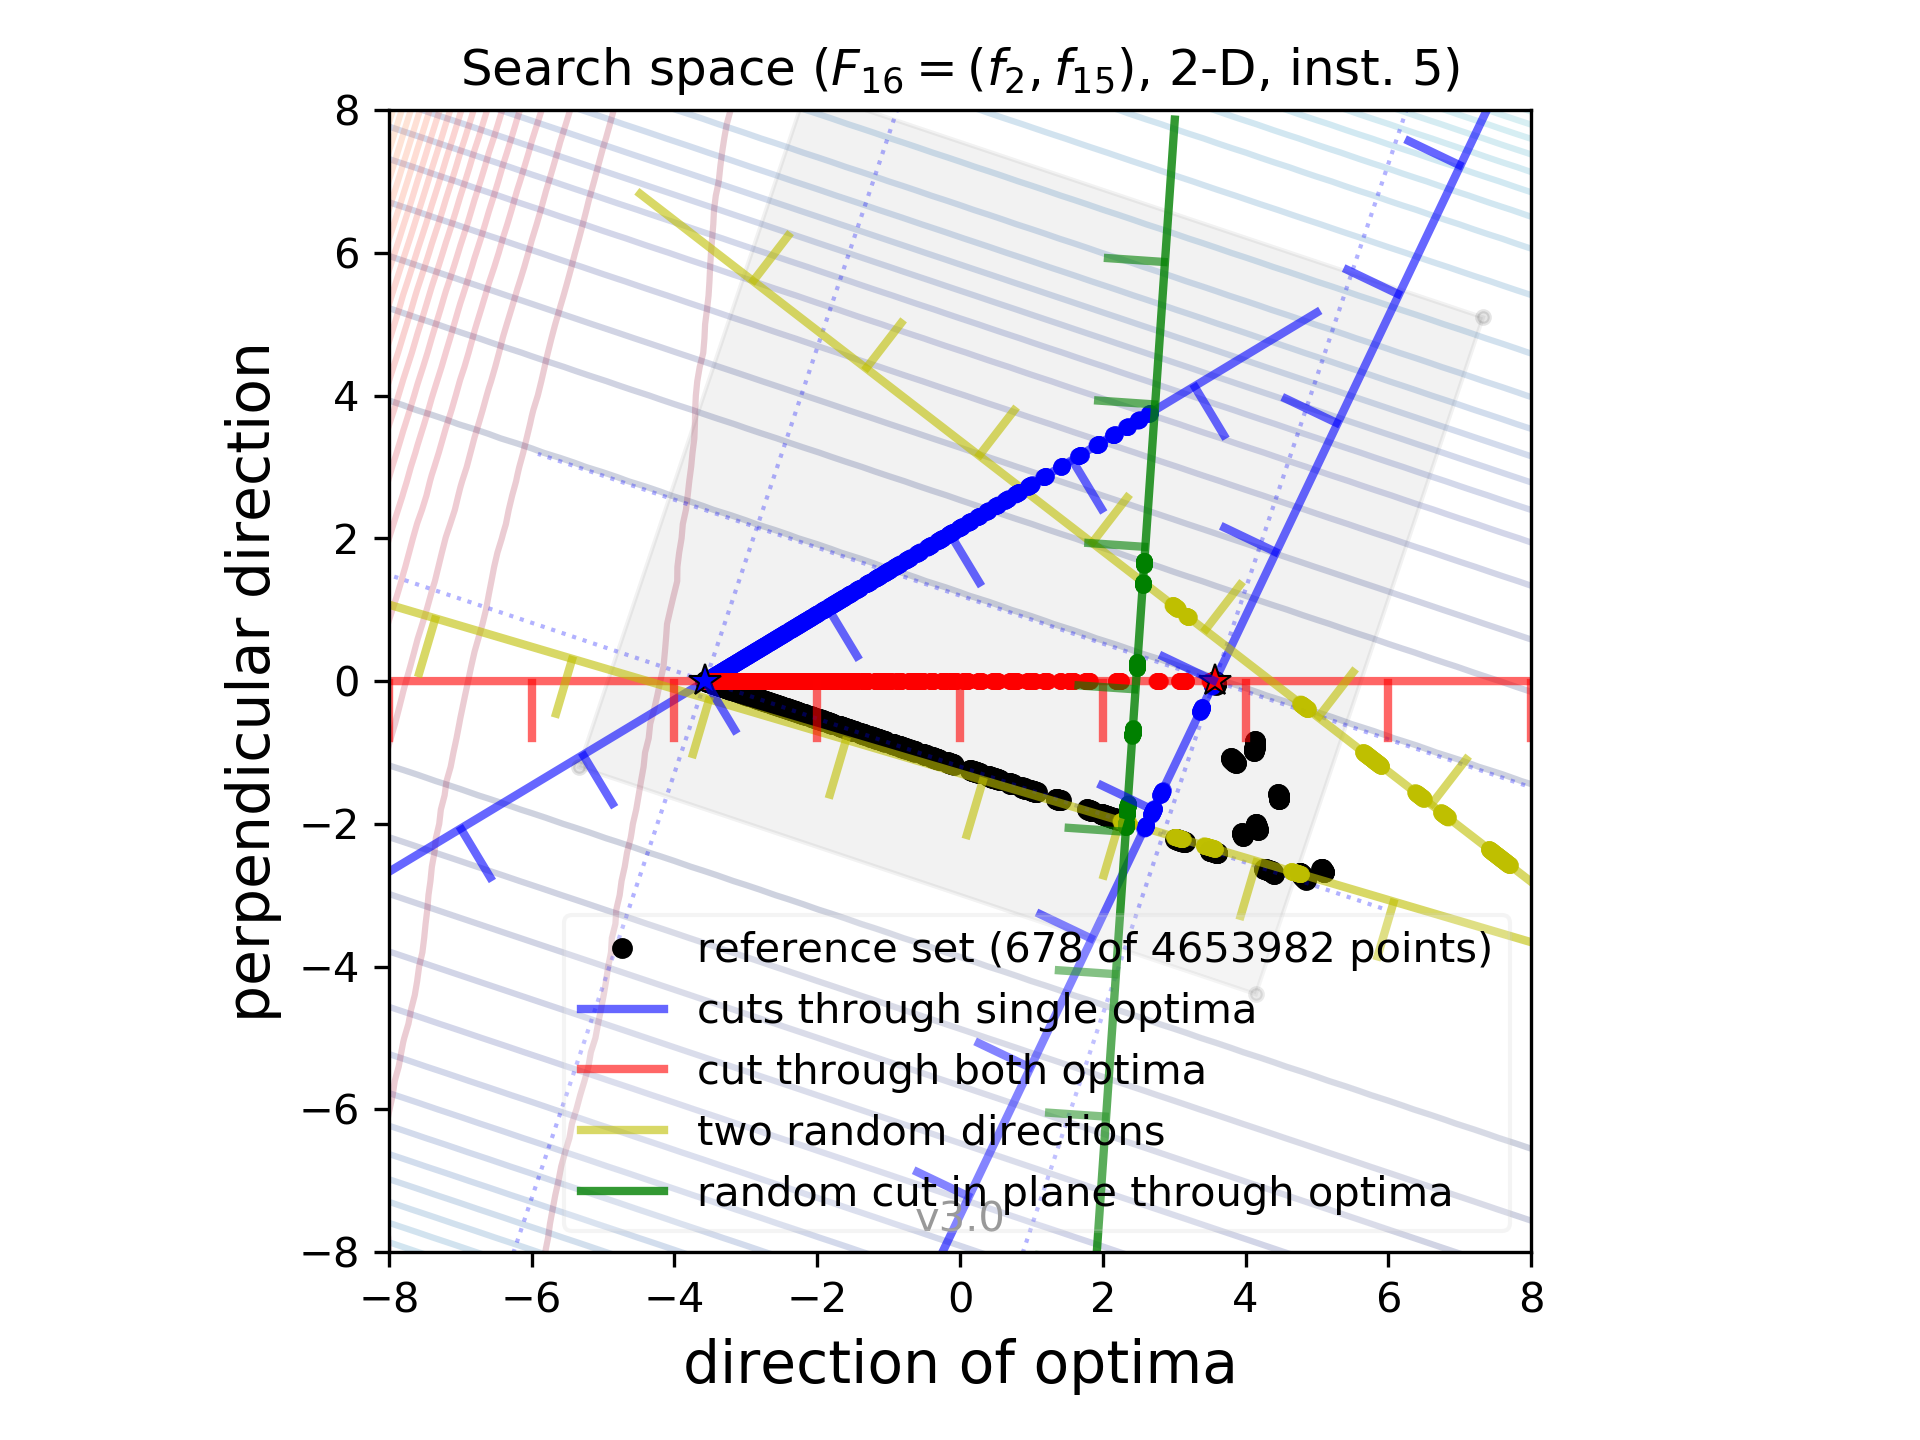 Search space (F16 = (f2, f15), 2-D, inst. 5)
perpendicular direction
8
6
4
2
0
−2
−4
−6
−8
reference set (678 of 4653982 points)
cuts through single optima
cut through both optima
two random directions
random cut in plane through optima
v3.0
−8 −6 −4 −2 0 2 4 6 8
direction of optima